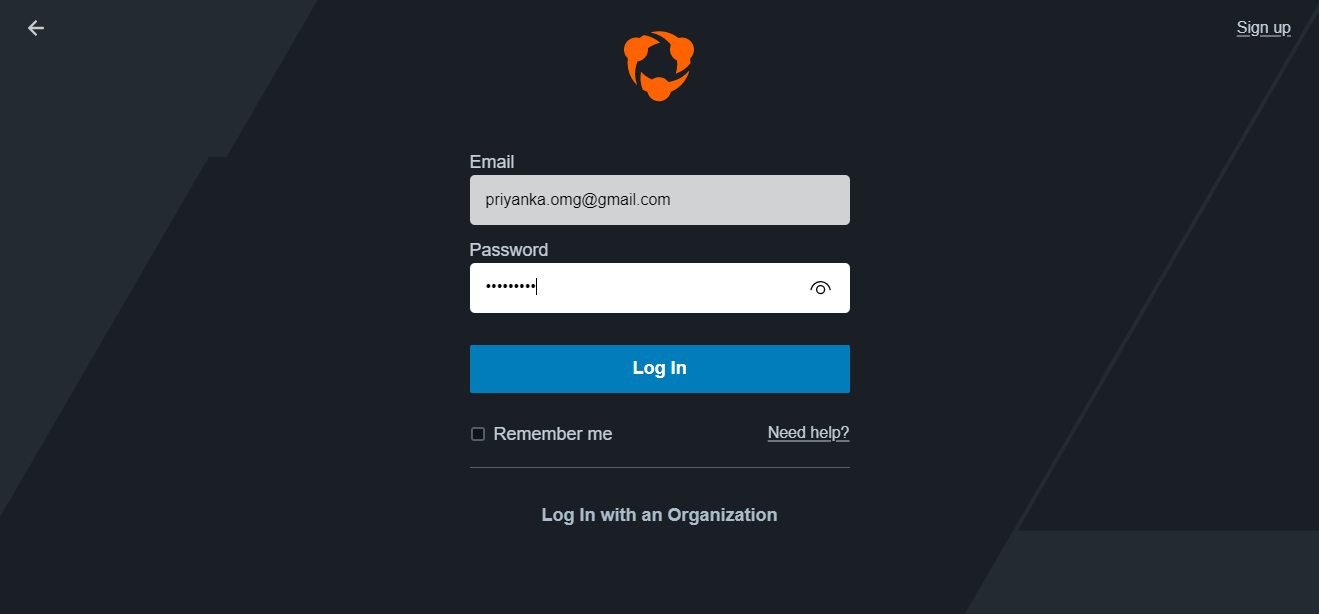 Sign up
Email
priyanka.omg@gmail.com
Password
•••••••••
Log In
Remember me
Need help?
Log In with an Organization